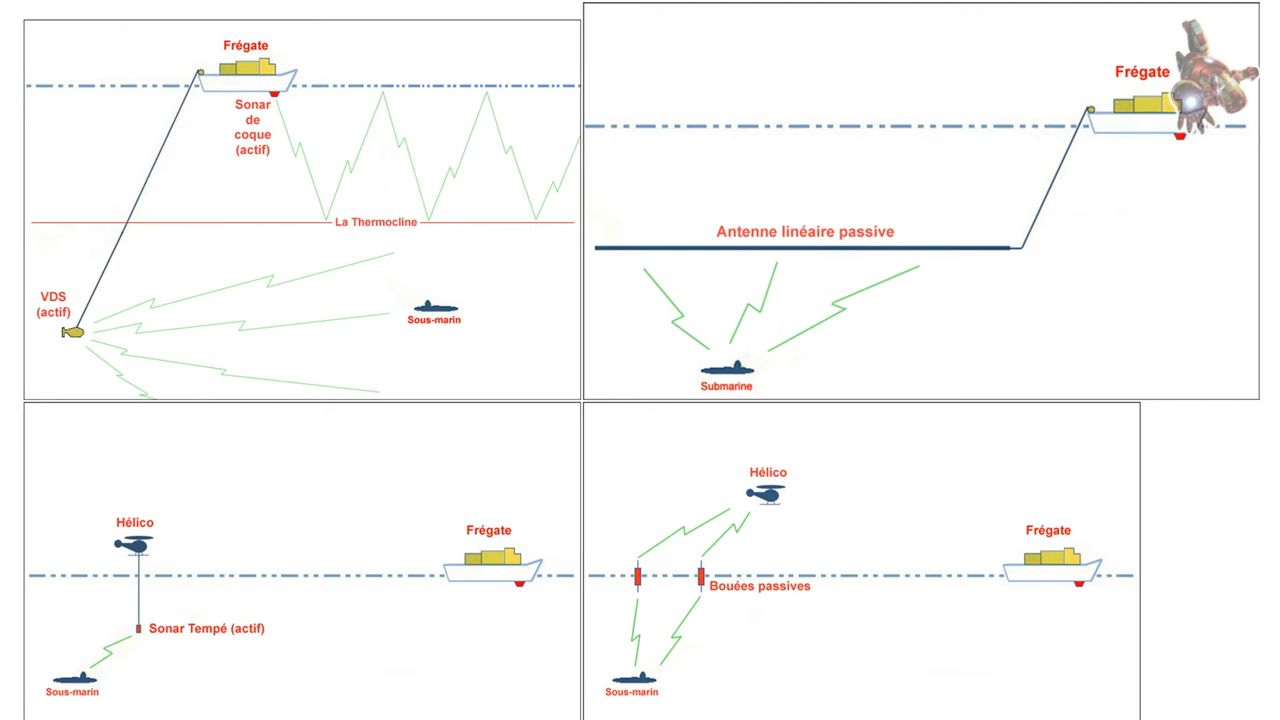 Frégate
Sonar
de
coque
(actif)
La Thermocline
VDS
(actif)
Sous-marin
Frégate
Antenne linéaire passive
Submarine
Hélico
Frégate
Sonar Tempé (actif)
Sous-marin
Hélico
Frégate
Bouées passives
Sous-marin